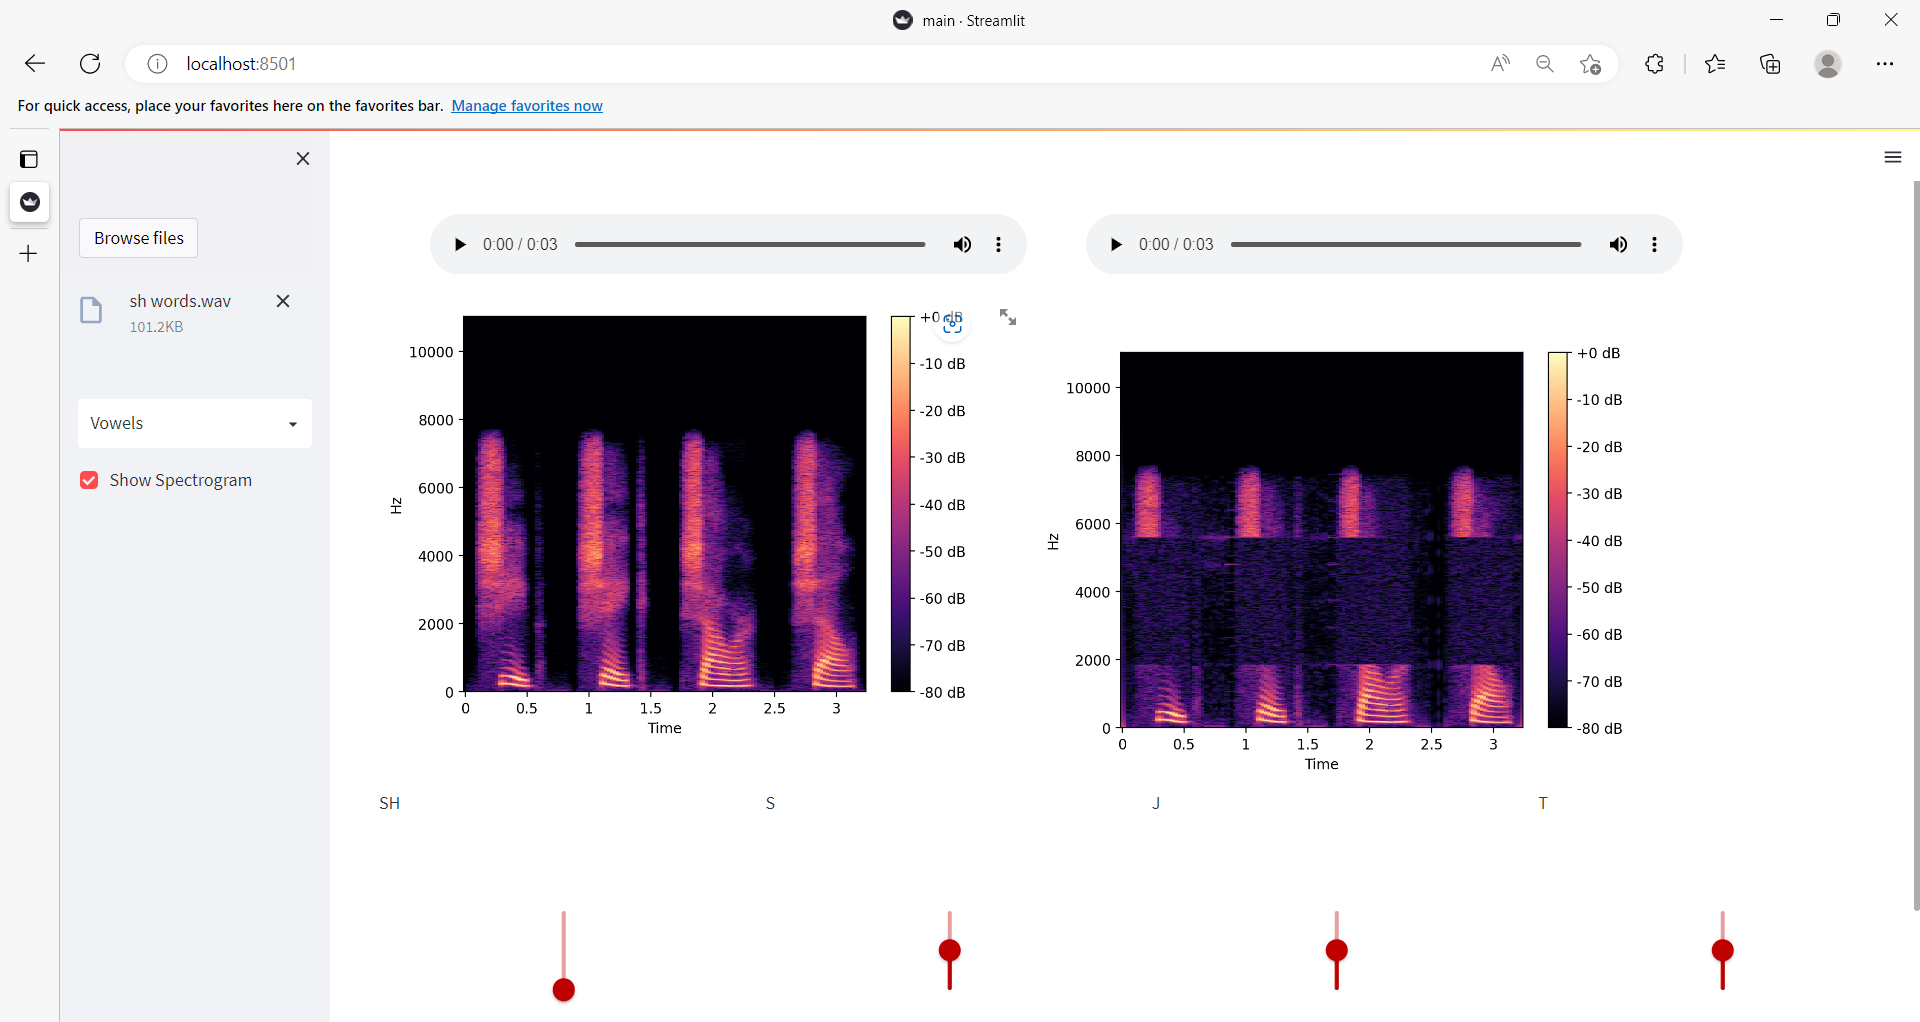 main · Streamlit
localhost:8501
For quick access, place your favorites here on the favorites bar. Manage favorites now
Browse files
sh words.wav
101.2KB
Vowels
Show Spectrogram
0:00 / 0:03
0:00 / 0:03
10000
8000
6000
4000
2000
0
Hz
0 0.5 1 1.5 2 2.5 3
Time
+0 dB
-10 dB
-20 dB
-30 dB
-40 dB
-50 dB
-60 dB
-70 dB
-80 dB
10000
8000
6000
4000
2000
0
Hz
0 0.5 1 1.5 2 2.5 3
Time
+0 dB
-10 dB
-20 dB
-30 dB
-40 dB
-50 dB
-60 dB
-70 dB
-80 dB
SH S J T